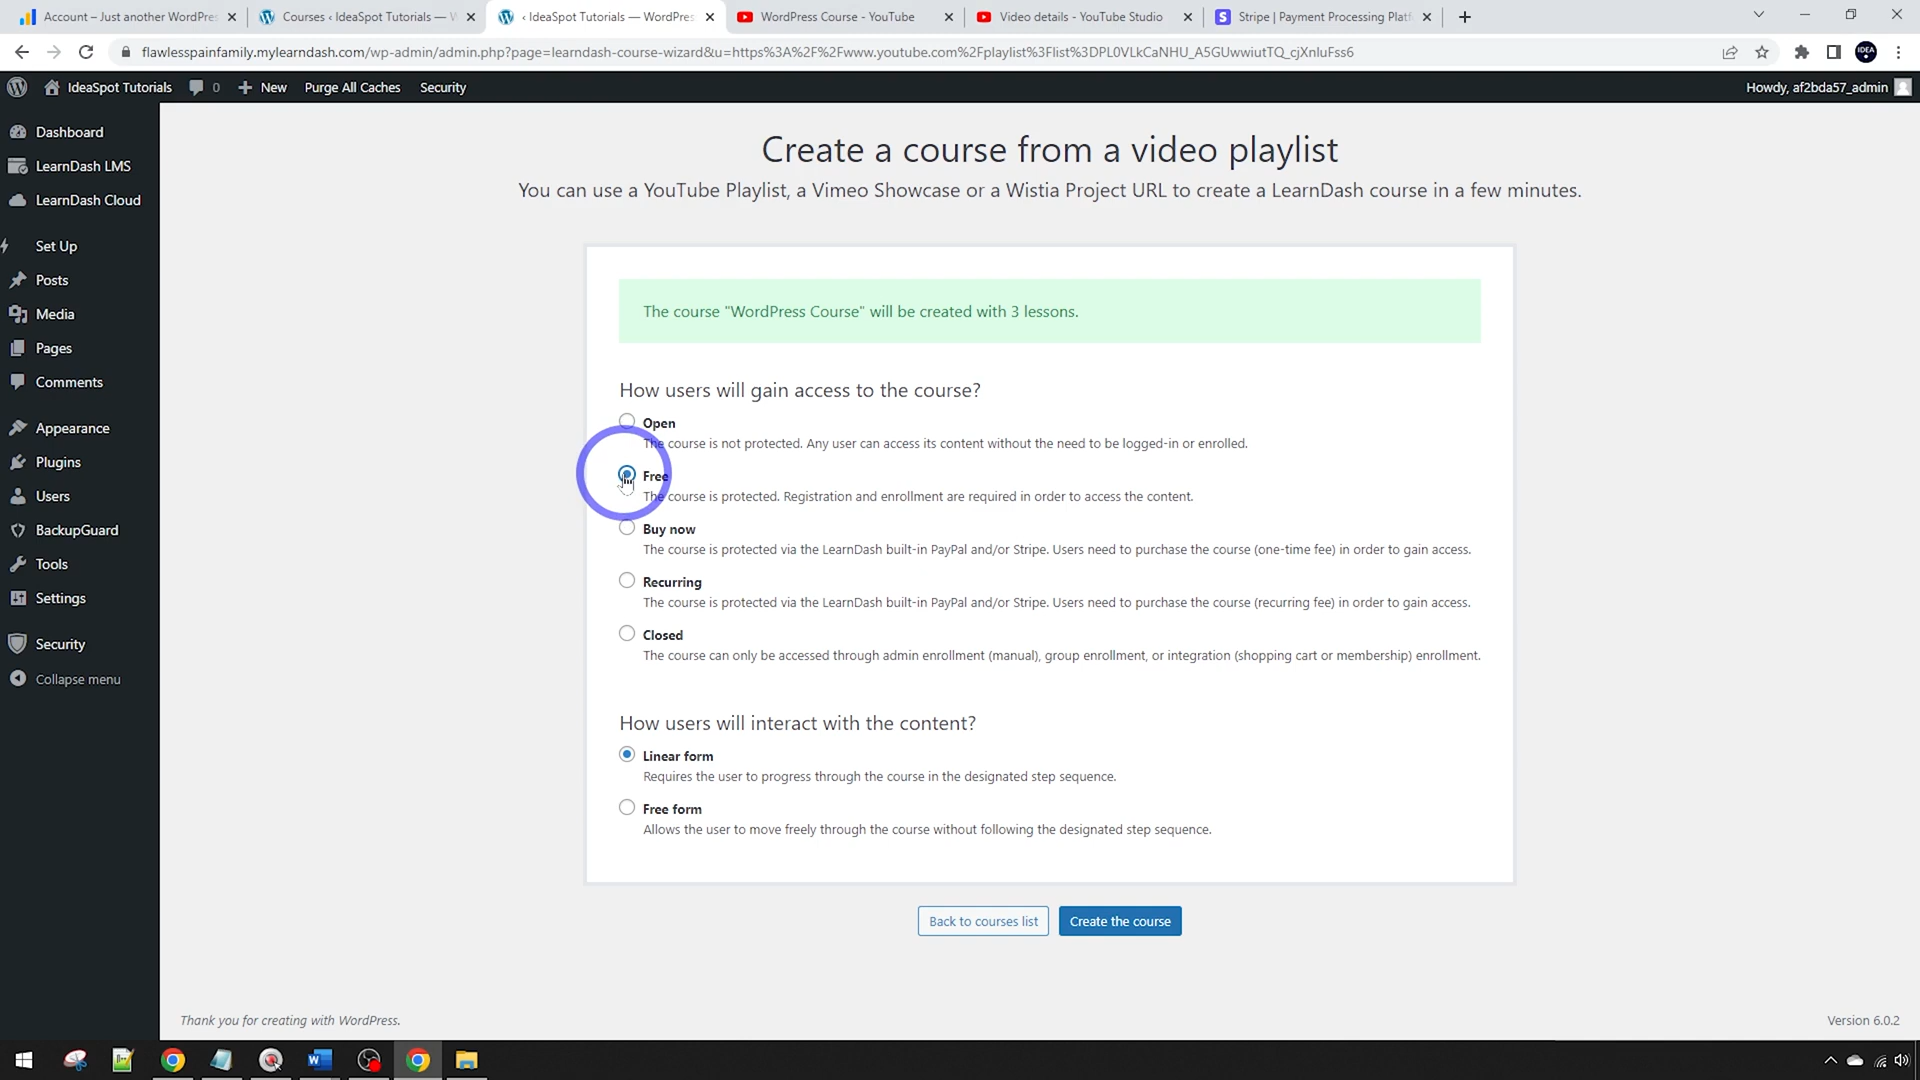 Account – Just another WordPres
Courses ‹ IdeaSpot Tutorials — W
‹ IdeaSpot Tutorials — WordPres
WordPress Course - YouTube
Video details - YouTube Studio
Stripe | Payment Processing Platf
flawlesspainfamily.mylearndash.com/wp-admin/admin.php?page=learndash-course-wizard&u=https%3A%2F%2Fwww.youtube.com%2Fplaylist%3Flist%3DPL0VLkCaNHU_A5GUwwiutTQ_cjXnIuFss6
IDEA
IdeaSpot Tutorials
0
New
Purge All Caches
Security
Howdy, af2bda57_admin
Dashboard
LearnDash LMS
LearnDash Cloud
Set Up
Posts
Media
Pages
Comments
Appearance
Plugins
Users
BackupGuard
Tools
Settings
Security
Collapse menu
Create a course from a video playlist
You can use a YouTube Playlist, a Vimeo Showcase or a Wistia Project URL to create a LearnDash course in a few minutes.
The course "WordPress Course" will be created with 3 lessons.
How users will gain access to the course?
Open
The course is not protected. Any user can access its content without the need to be logged-in or enrolled.
Free
The course is protected. Registration and enrollment are required in order to access the content.
Buy now
The course is protected via the LearnDash built-in PayPal and/or Stripe. Users need to purchase the course (one-time fee) in order to gain access.
Recurring
The course is protected via the LearnDash built-in PayPal and/or Stripe. Users need to purchase the course (recurring fee) in order to gain access.
Closed
The course can only be accessed through admin enrollment (manual), group enrollment, or integration (shopping cart or membership) enrollment.
How users will interact with the content?
Linear form
Requires the user to progress through the course in the designated step sequence.
Free form
Allows the user to move freely through the course without following the designated step sequence.
Back to courses list
Create the course
Thank you for creating with WordPress.
Version 6.0.2